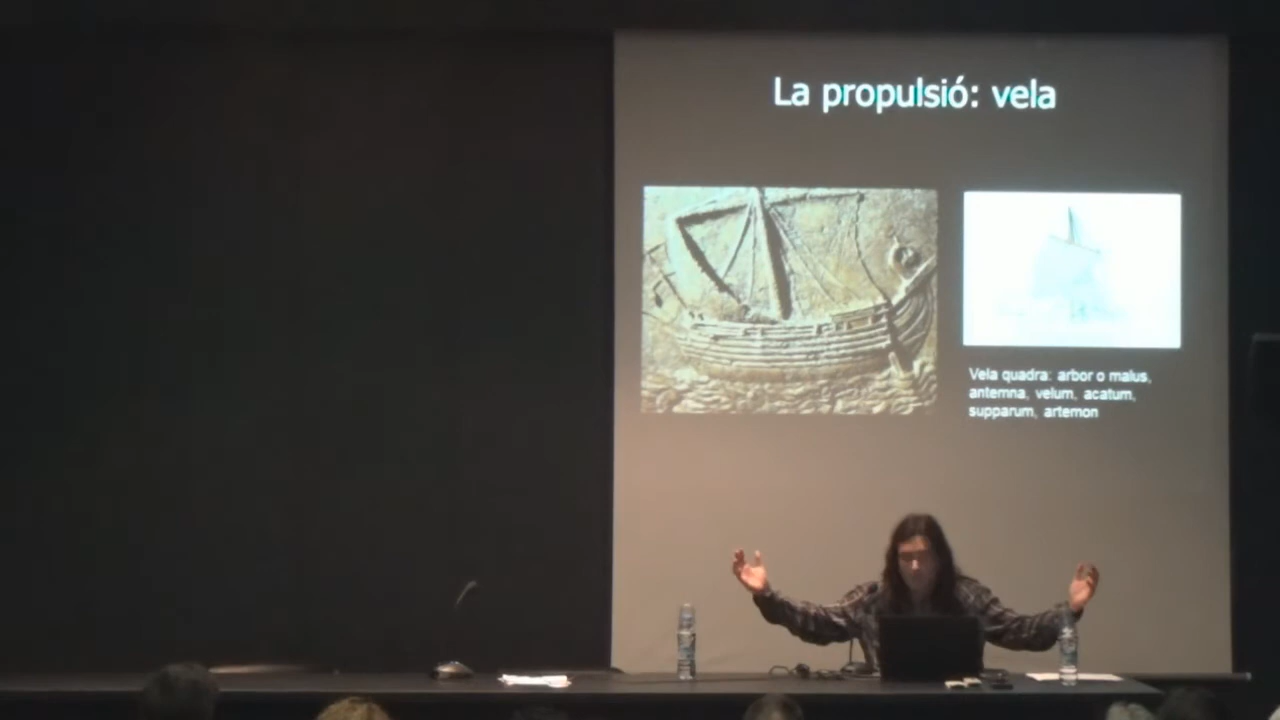 La propulsió: vela
Vela quadra: arbor o malus,
antemna, velum, acatum,
supparum, artemon